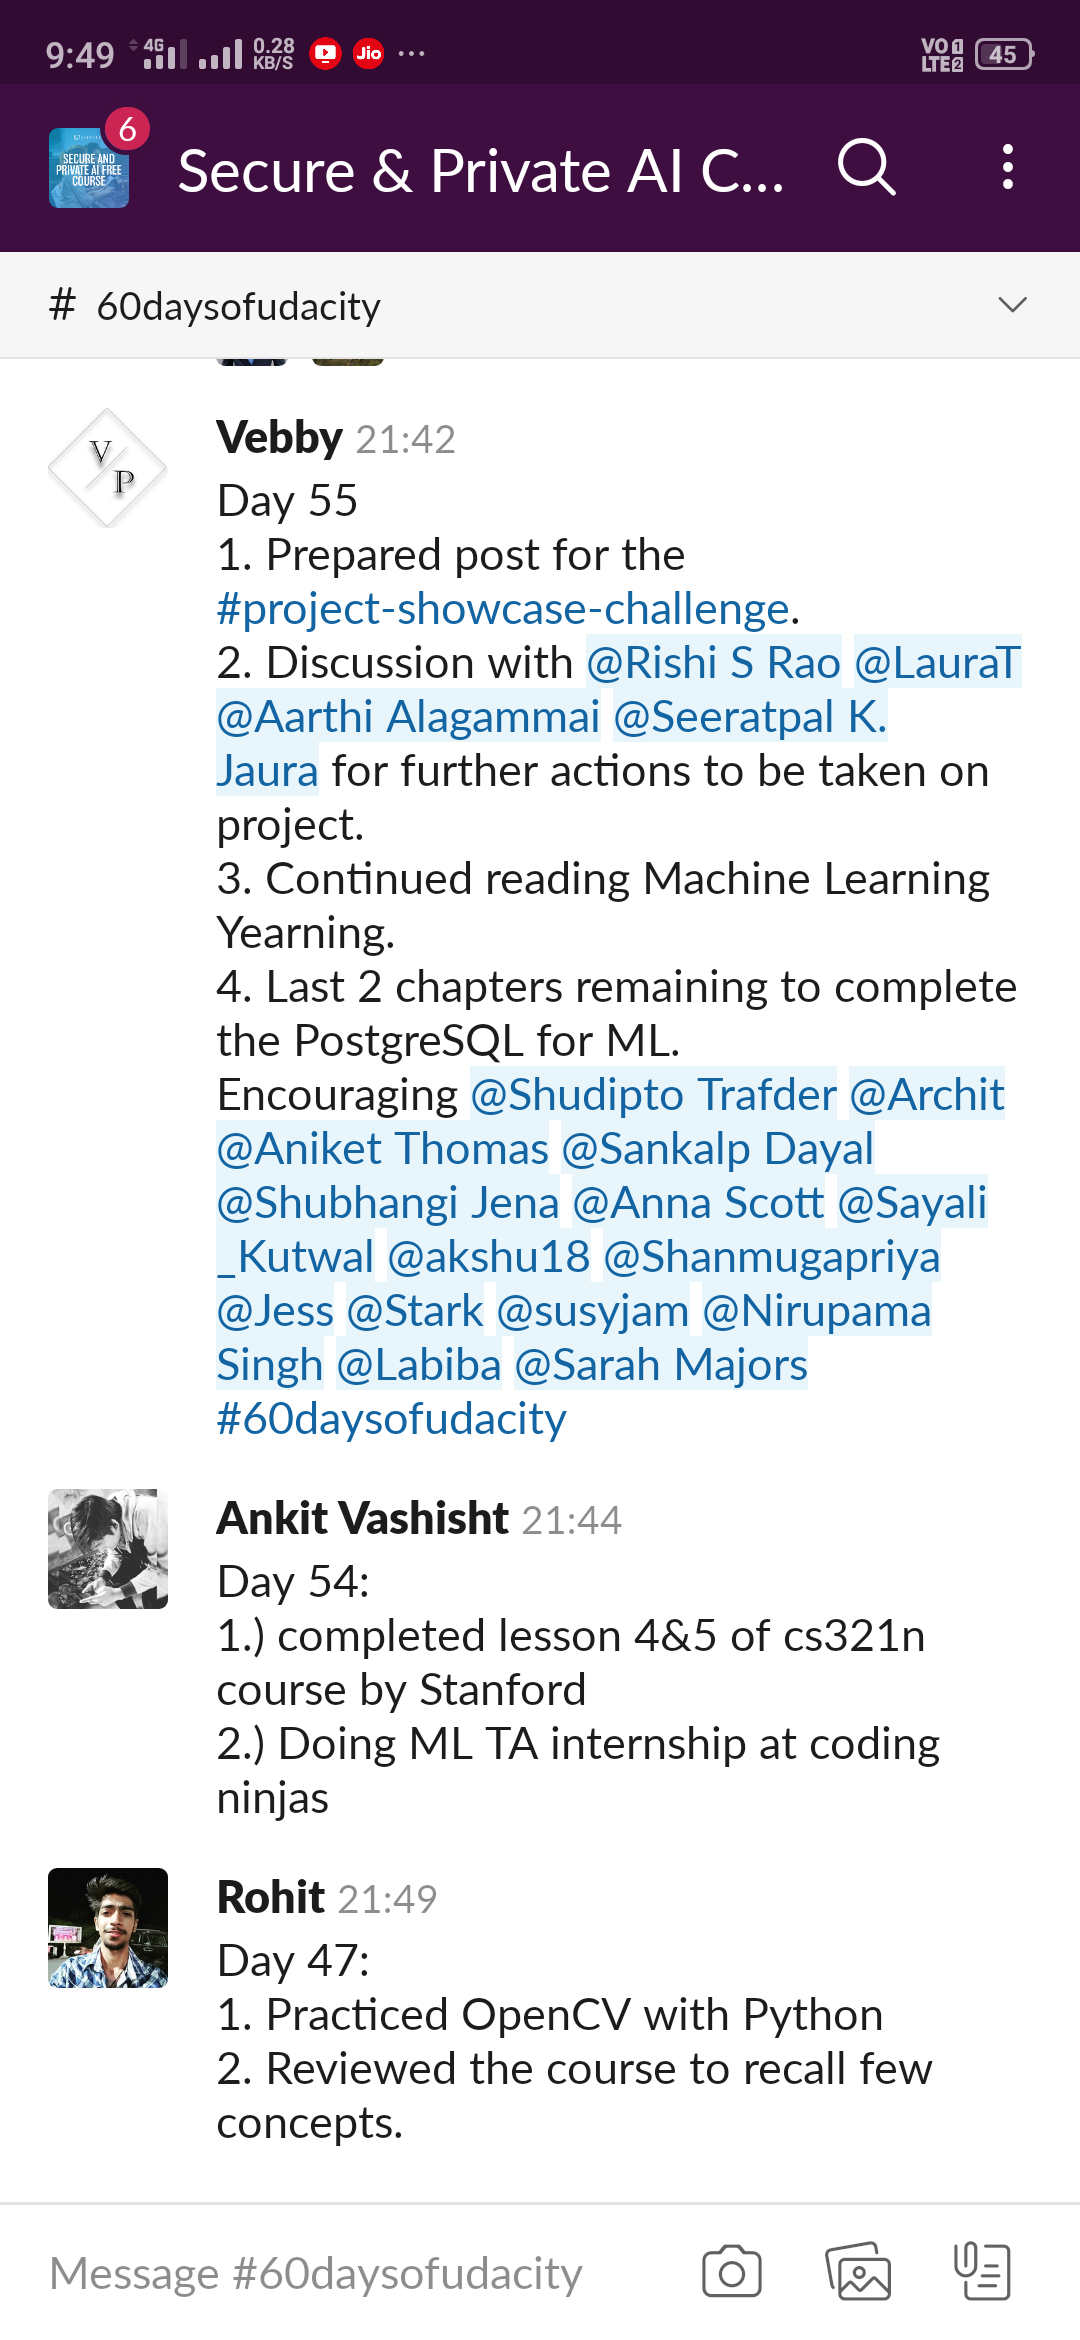 9:49 4G 0.28 KB/S Jio ... VO 1 LTE 2 45
6
SECURE AND
PRIVATE AI FREE
COURSE
Secure & Private AI C...
# 60daysofudacity
V
P
Vebby 21:42
Day 55
1. Prepared post for the
#project-showcase-challenge.
2. Discussion with @Rishi S Rao @LauraT
@Aarthi Alagammai @Seeratpal K.
Jaura for further actions to be taken on
project.
3. Continued reading Machine Learning
Yearning.
4. Last 2 chapters remaining to complete
the PostgreSQL for ML.
Encouraging @Shudipto Trafder @Archit
@Aniket Thomas @Sankalp Dayal
@Shubhangi Jena @Anna Scott @Sayali
_Kutwal @akshu18 @Shanmugapriya
@Jess @Stark @susyjam @Nirupama
Singh @Labiba @Sarah Majors
#60daysofudacity
Ankit Vashisht 21:44
Day 54:
1.) completed lesson 4&5 of cs321n
course by Stanford
2.) Doing ML TA internship at coding
ninjas
Rohit 21:49
Day 47:
1. Practiced OpenCV with Python
2. Reviewed the course to recall few
concepts.
Message #60daysofudacity